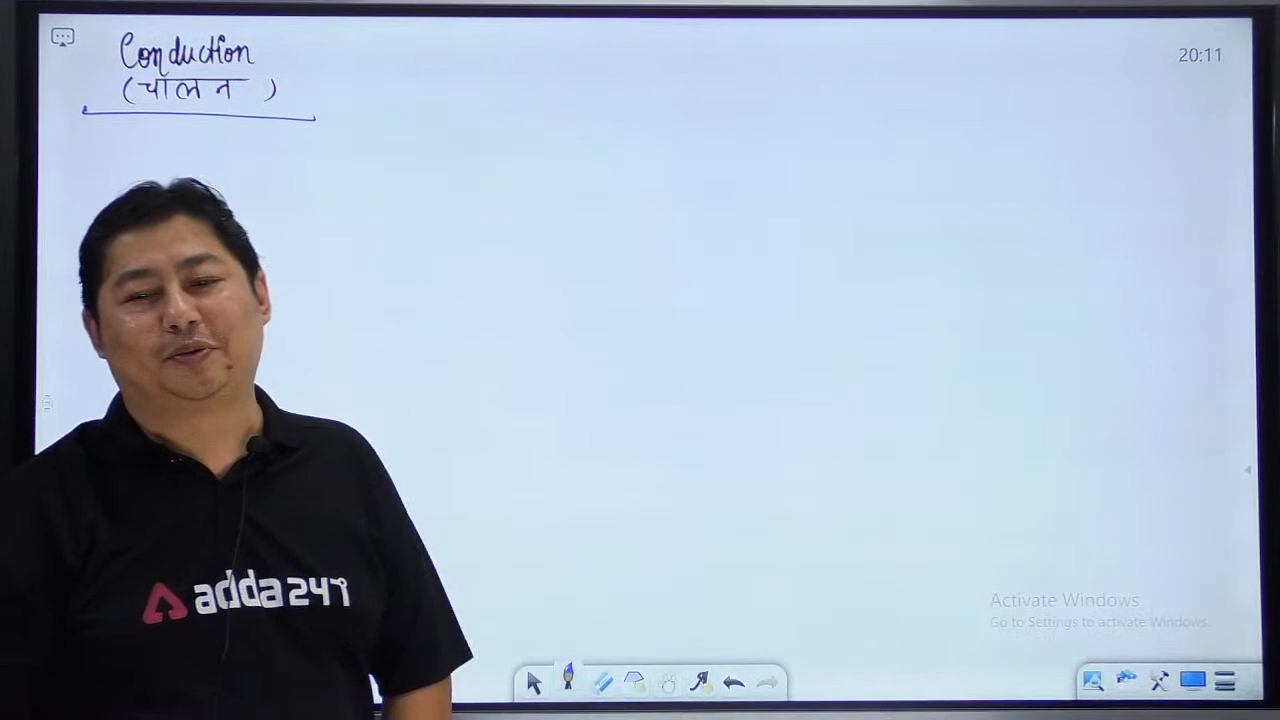 Conduction
(चालन)
20:11
adda247
Activate Windows
Go to Settings to activate Windows.